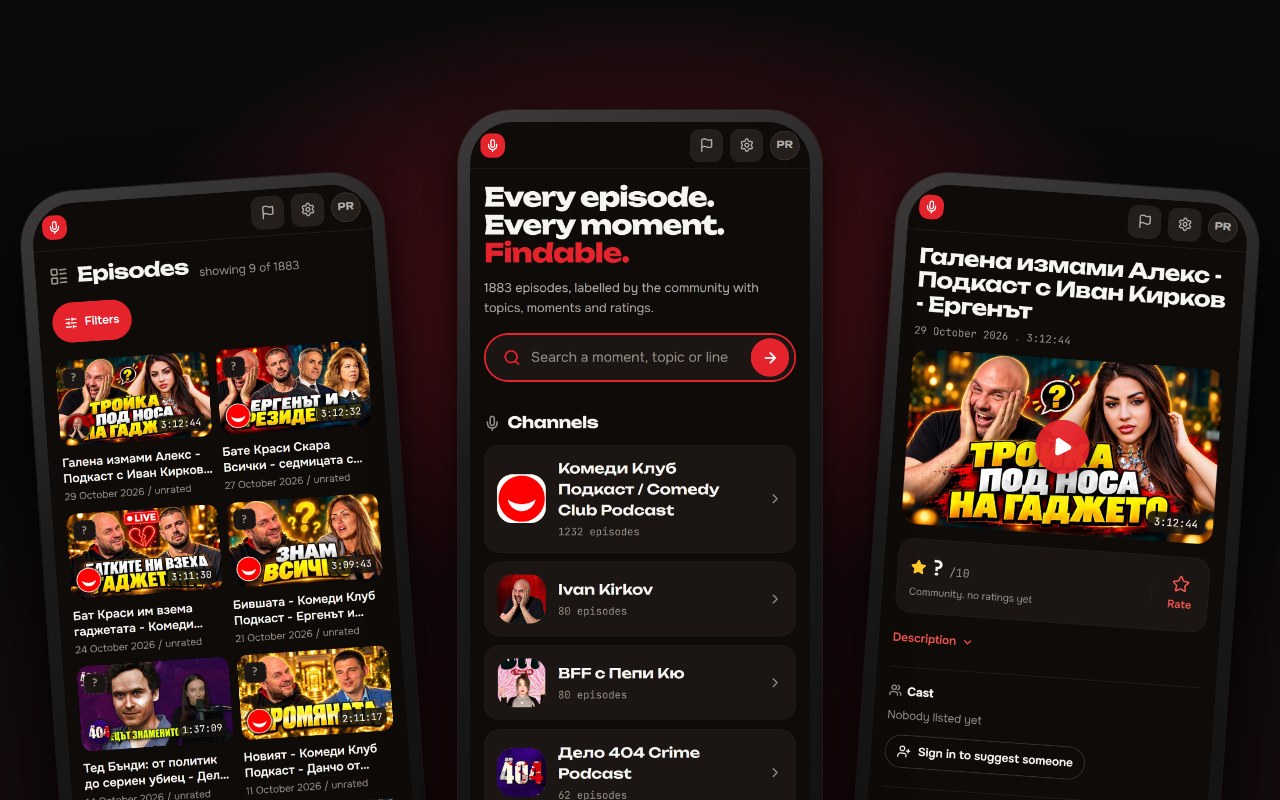 PR
Episodes showing 9 of 1883
Filters
?
?
ТРОЙКА
ПОД НОСА
3:12:44
Галена измами Алекс -
Подкаст с Иван Кирков...
29 October 2026 / unrated
?
ЕРГЕНЪТ И
3:12:32
Бате Краси Скара
Всички - седмицата с...
27 October 2026 / unrated
?
LIVE
3:11:30
Бат Краси им взема
гаджетата - Комеди...
24 October 2026 / unrated
?
ЗНАМ
3:09:43
Бившата - Комеди Клуб
Подкаст - Ергенът и...
21 October 2026 / unrated
?
404
1:37:09
Тед Бънди: от политик
до сериен убиец - Дел...
?
2:11:17
Новият - Комеди Клуб
Подкаст - Данчо от...
11 October 2026 / unrated
PR
Every episode.
Every moment.
Findable.
1883 episodes, labelled by the community with
topics, moments and ratings.
Search a moment, topic or line
Channels
Комеди Клуб
Подкаст / Comedy
Club Podcast
1232 episodes
Ivan Kirkov
80 episodes
BFF с Пепи Кю
80 episodes
404
Дело 404 Crime
Podcast
62 episodes
PR
Галена измами Алекс -
Подкаст с Иван Кирков
- Ергенът
29 October 2026 . 3:12:44
?
ТРОЙКА
ПОД НОСА
НА ГАДЖЕТО
3:12:44
? /10
Community. no ratings yet
Rate
Description
Cast
Nobody listed yet
Sign in to suggest someone